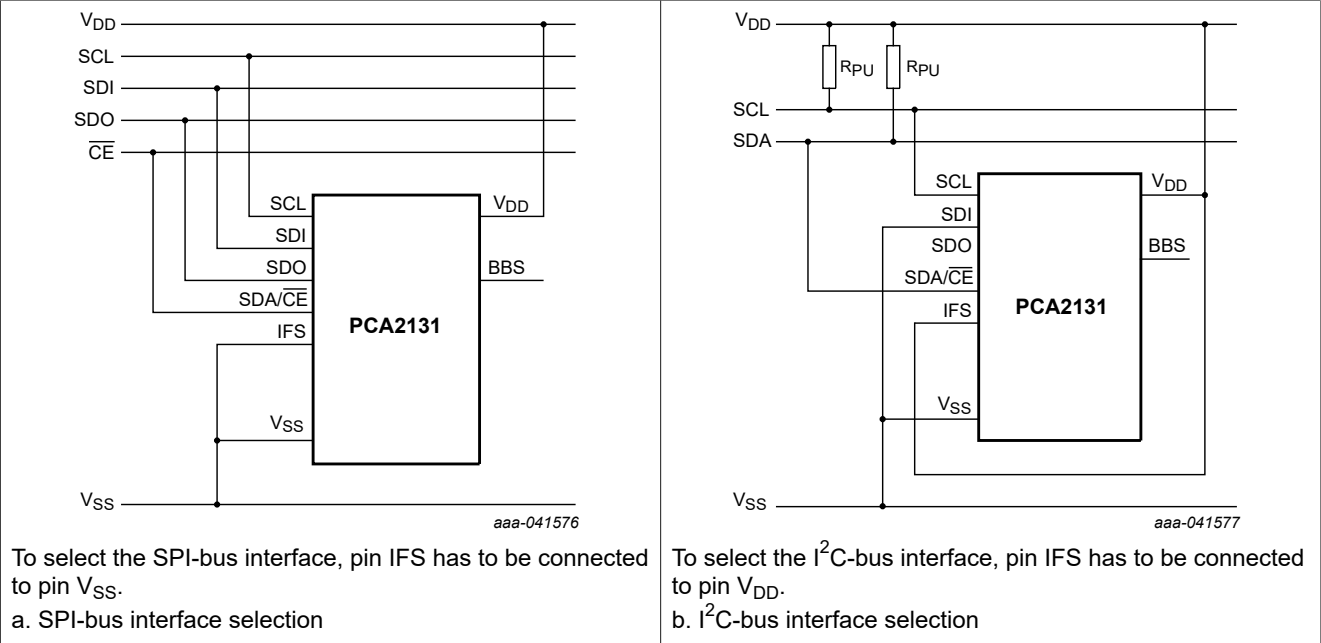 VDD
SCL
SDI
SDO
CE
SCL
VDD
SDI
SDO
BBS
SDA/CE
PCA2131
IFS
VSS
VSS
aaa-041576
To select the SPI-bus interface, pin IFS has to be connected
to pin VSS.
a. SPI-bus interface selection
VDD
RPU
RPU
SCL
SDA
SCL
VDD
SDI
SDO
BBS
SDA/CE
PCA2131
IFS
VSS
VSS
aaa-041577
To select the I2C-bus interface, pin IFS has to be connected
to pin VDD.
b. I2C-bus interface selection